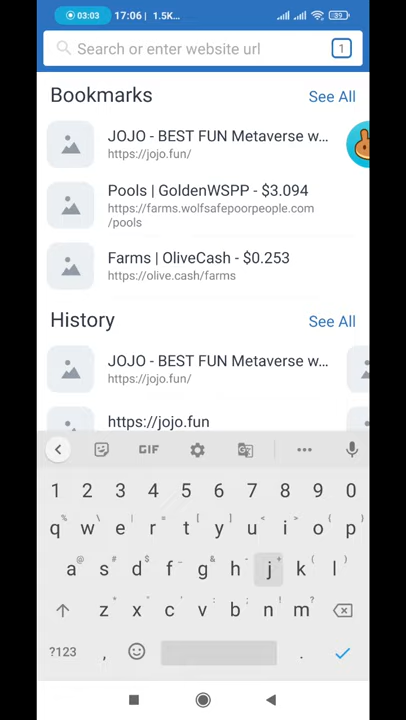 03:03 17:06 1.5K... 39
Search or enter website url 1
Bookmarks See All
JOJO - BEST FUN Metaverse w...
https://jojo.fun/
Pools | GoldenWSPP - $3.094
https://farms.wolfsafepoorpeople.com
/pools
Farms | OliveCash - $0.253
https://olive.cash/farms
History See All
JOJO - BEST FUN Metaverse w...
https://jojo.fun/
https://jojo.fun
GIF
1 2 3 4 5 6 7 8 9 0
% \ | = [ ] < > { }
q w e r t y u i o p
@ # $ _ & - + ( )
a s d f g h j k l
* " ' : ; ! ?
z x c v b n m
?123 , .